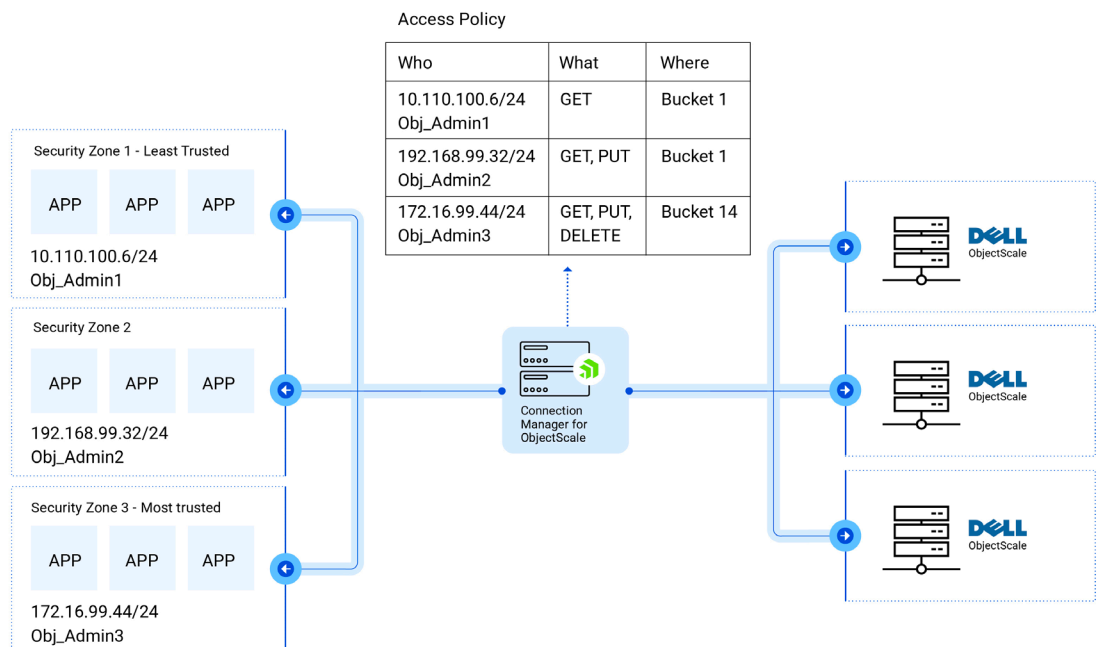 Access Policy
Who What Where
10.110.100.6/24 GET Bucket 1
Obj_Admin1
192.168.99.32/24 GET, PUT Bucket 1
Obj_Admin2
172.16.99.44/24 GET, PUT, Bucket 14
Obj_Admin3 DELETE
Security Zone 1 - Least Trusted
APP APP APP
10.110.100.6/24
Obj_Admin1
Security Zone 2
APP APP APP
192.168.99.32/24
Obj_Admin2
Security Zone 3 - Most trusted
APP APP APP
172.16.99.44/24
Obj_Admin3
Connection
Manager for
ObjectScale
DELL
ObjectScale
DELL
ObjectScale
DELL
ObjectScale